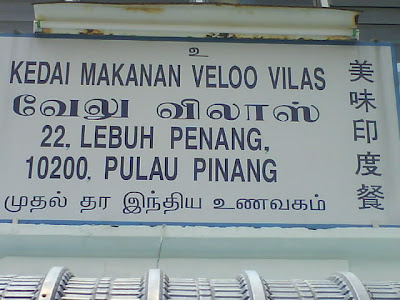 உ
KEDAI MAKANAN VELOO VILAS
வேலு விலாஸ்
22, LEBUH PENANG,
10200, PULAU PINANG
முதல் தர இந்திய உணவகம்
美味印度餐